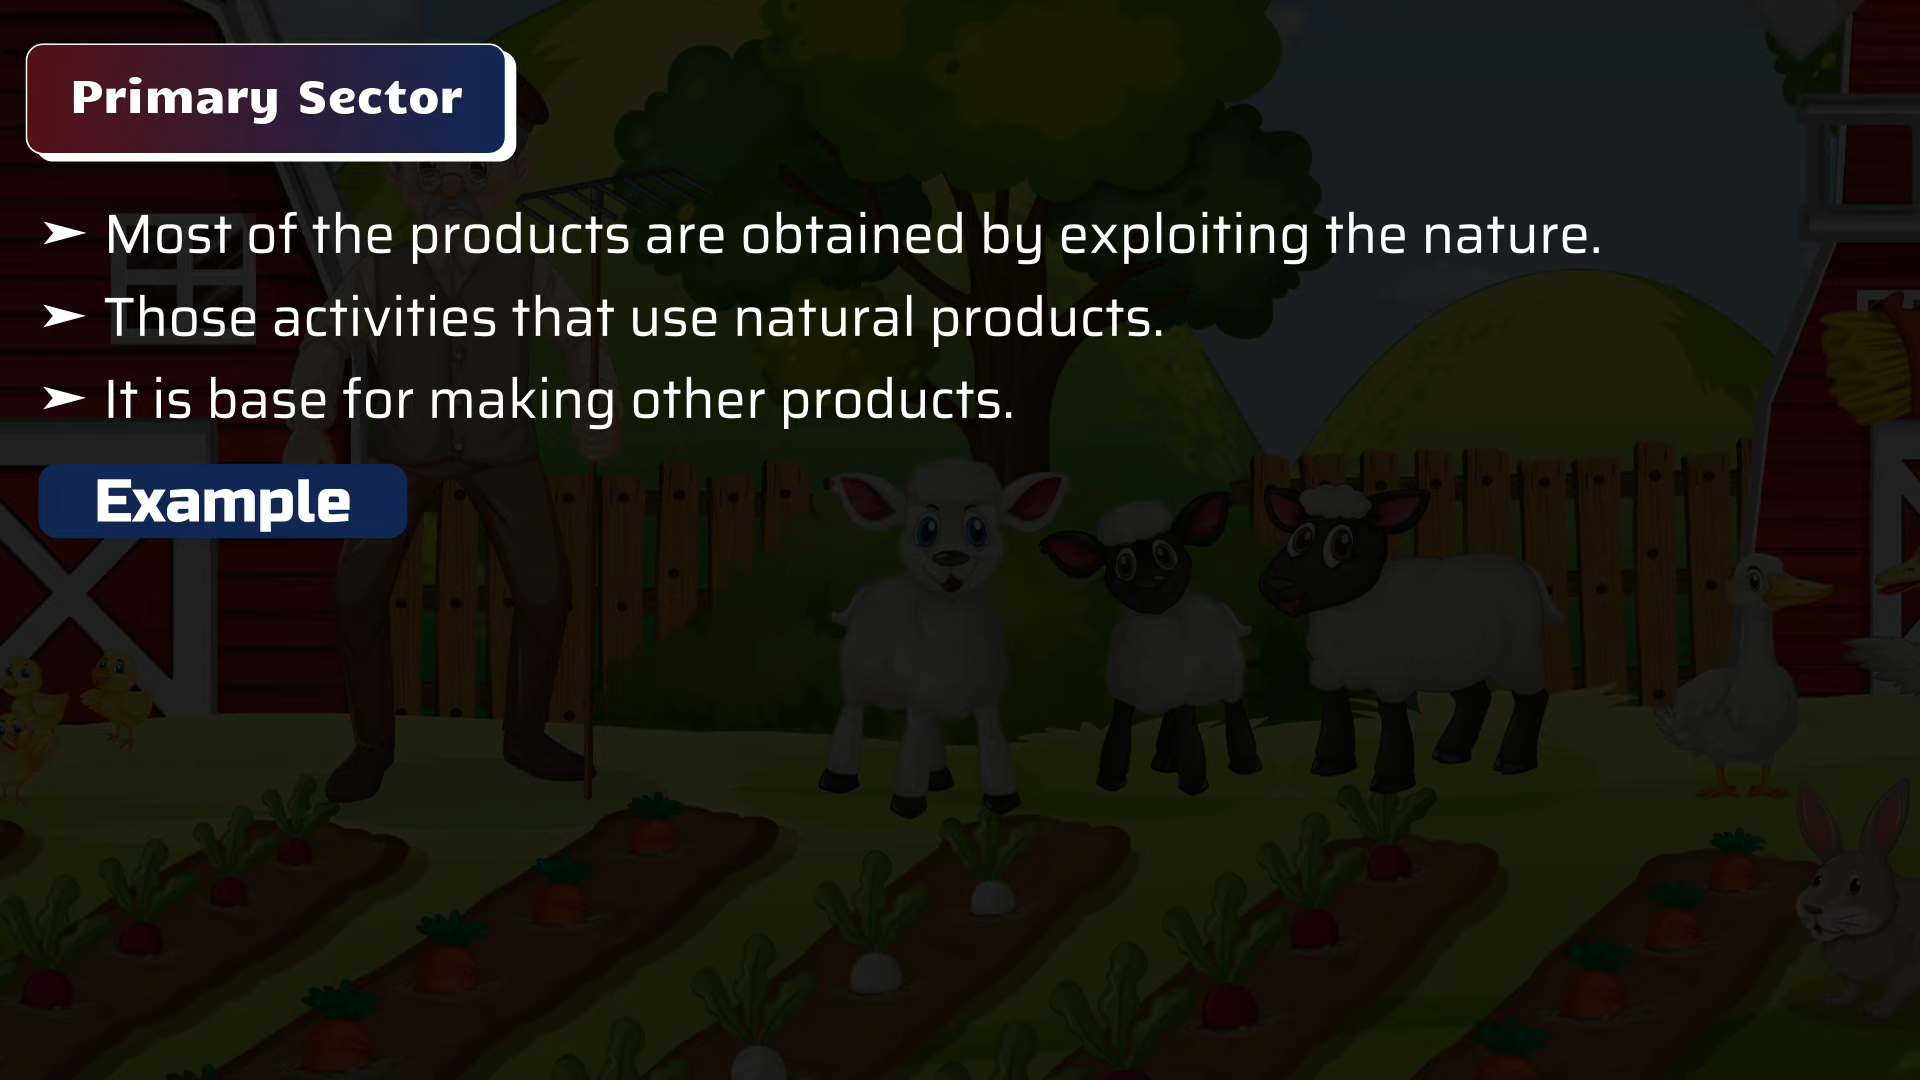 Primary Sector
➤ Most of the products are obtained by exploiting the nature.
➤ Those activities that use natural products.
➤ It is base for making other products.
Example